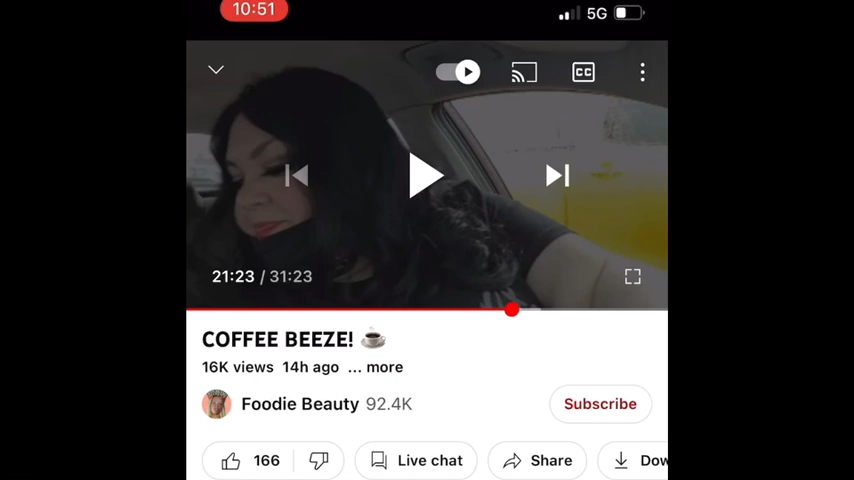 10:51
5G
CC
21:23 / 31:23
COFFEE BEEZE! ☕
16K views 14h ago ... more
Foodie Beauty 92.4K
Subscribe
166
Live chat
Share
Dow